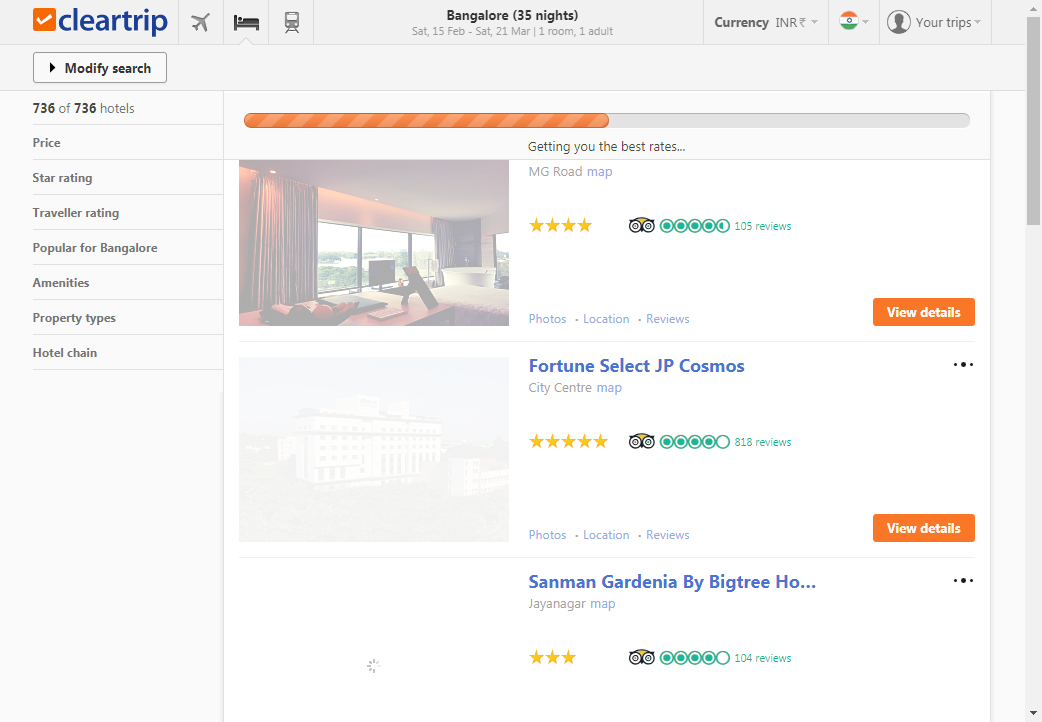 cleartrip
Bangalore (35 nights)
Sat, 15 Feb - Sat, 21 Mar | 1 room, 1 adult
Currency INR₹
Your trips
Modify search
736 of 736 hotels
Price
Star rating
Traveller rating
Popular for Bangalore
Amenities
Property types
Hotel chain
Getting you the best rates...
MG Road map
105 reviews
Photos • Location • Reviews
View details
Fortune Select JP Cosmos
City Centre map
818 reviews
Photos • Location • Reviews
View details
Sanman Gardenia By Bigtree Ho...
Jayanagar map
104 reviews